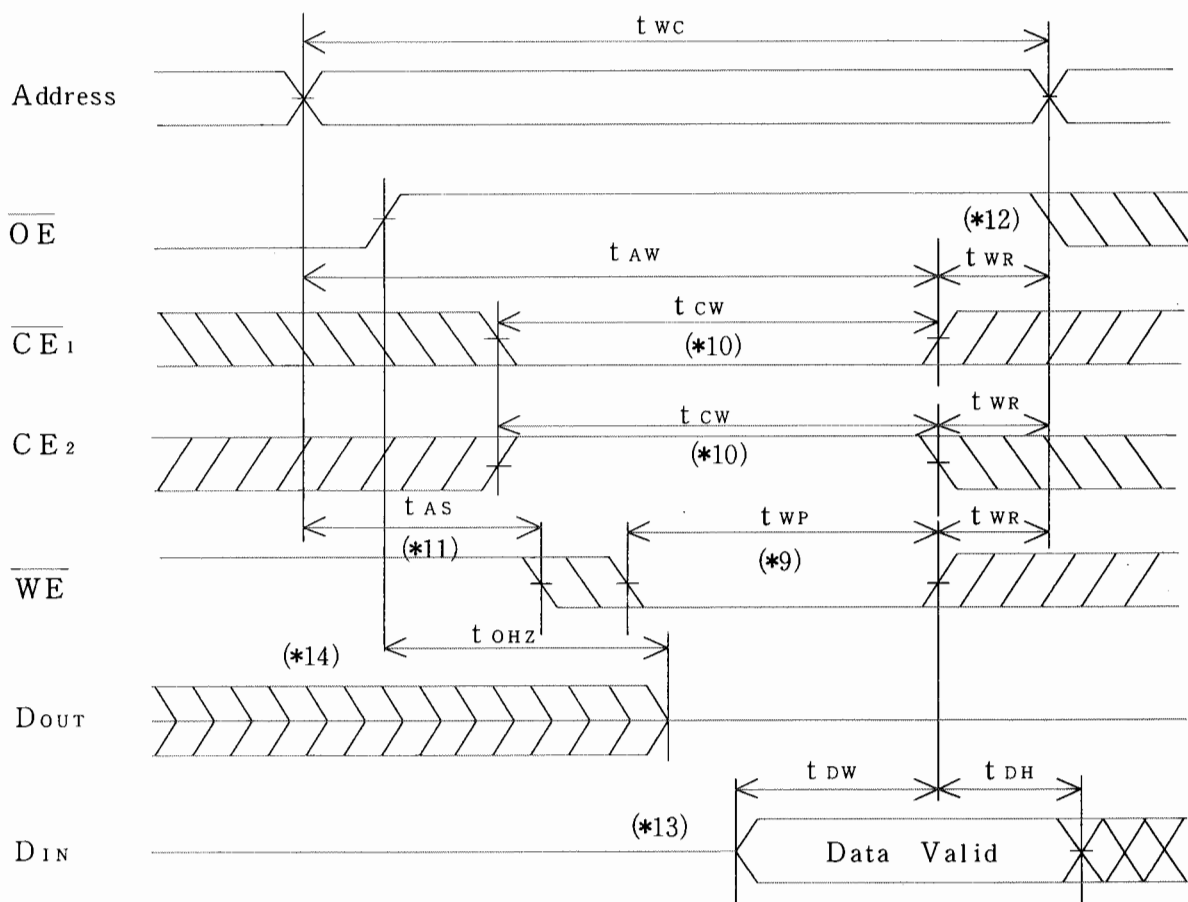 t WC
Address
OE
(*12)
t AW
t WR
CE1
t CW
(*10)
CE2
t CW
t WR
(*10)
t AS
t WP
t WR
(*11)
(*9)
WE
t OHZ
(*14)
DOUT
t DW
t DH
(*13)
DIN
Data Valid